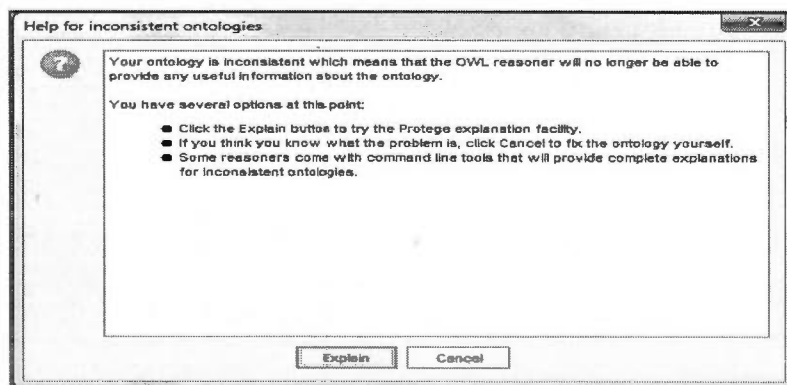 Help for inconsistent ontologies
Your ontology is inconsistent which means that the OWL reasoner will no longer be able to
provide any useful information about the ontology.
You have several options at this point:
Click the Explain button to try the Protege explanation facility.
If you think you know what the problem is, click Cancel to fix the ontology yourself.
Some reasoners come with command line tools that will provide complete explanations
for inconsistent ontologies.
Explain
Cancel